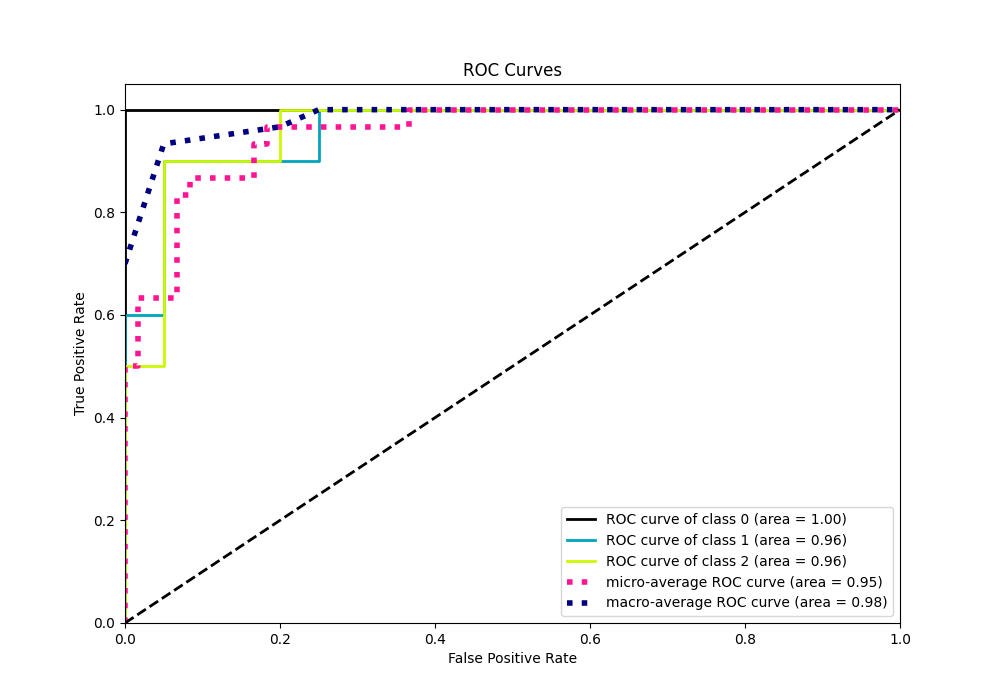 ROC Curves
True Positive Rate
1.0
0.8
0.6
0.4
0.2
0.0
0.0 0.2 0.4 0.6 0.8 1.0
False Positive Rate
ROC curve of class 0 (area = 1.00)
ROC curve of class 1 (area = 0.96)
ROC curve of class 2 (area = 0.96)
micro-average ROC curve (area = 0.95)
macro-average ROC curve (area = 0.98)